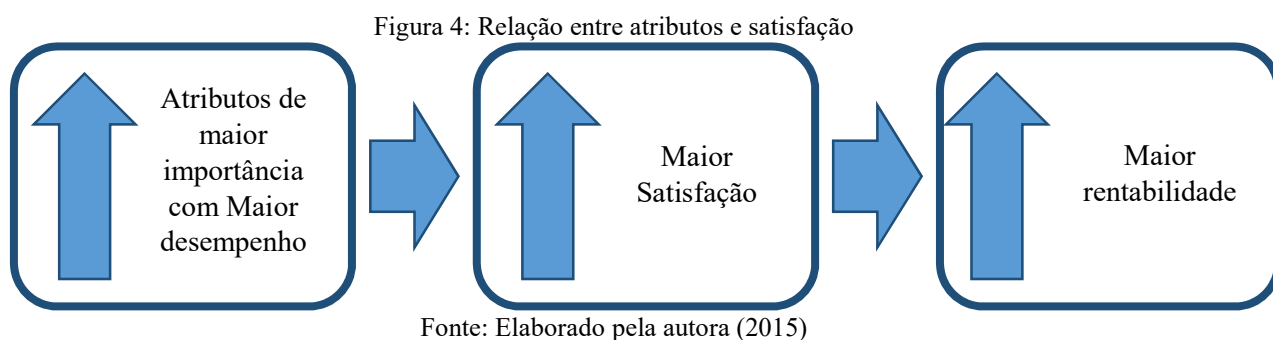 Figura 4: Relação entre atributos e satisfação
Atributos de
maior
importância
com Maior
desempenho
Maior
Satisfação
Maior
rentabilidade
Fonte: Elaborado pela autora (2015)